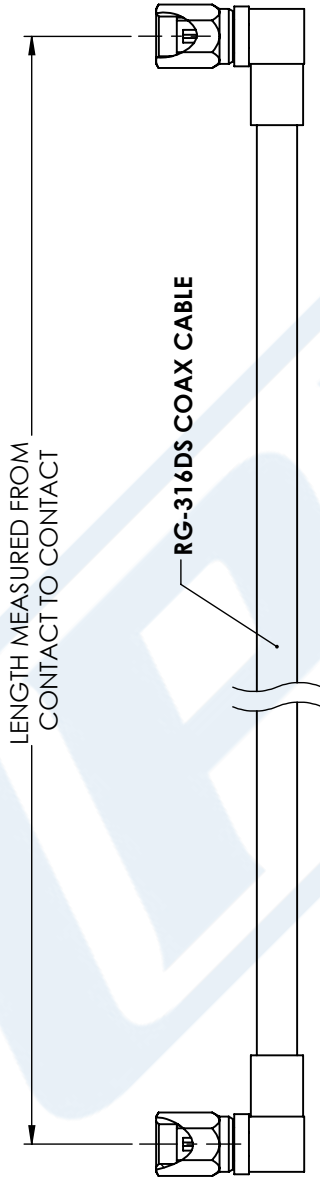 LENGTH MEASURED FROM
CONTACT TO CONTACT
RG-316DS COAX CABLE